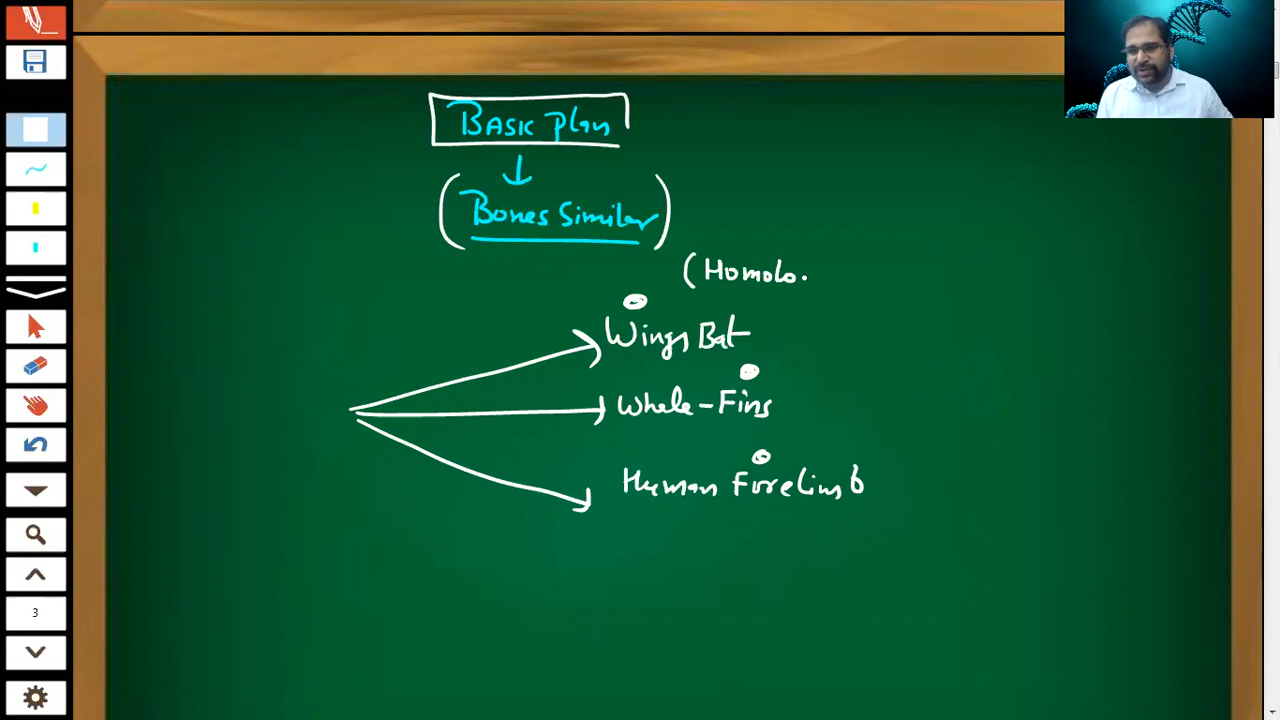 Basic plan
(Bones Similar)
(Homolo.
Wings Bat
Whale - Fins
Human Forelimb
3